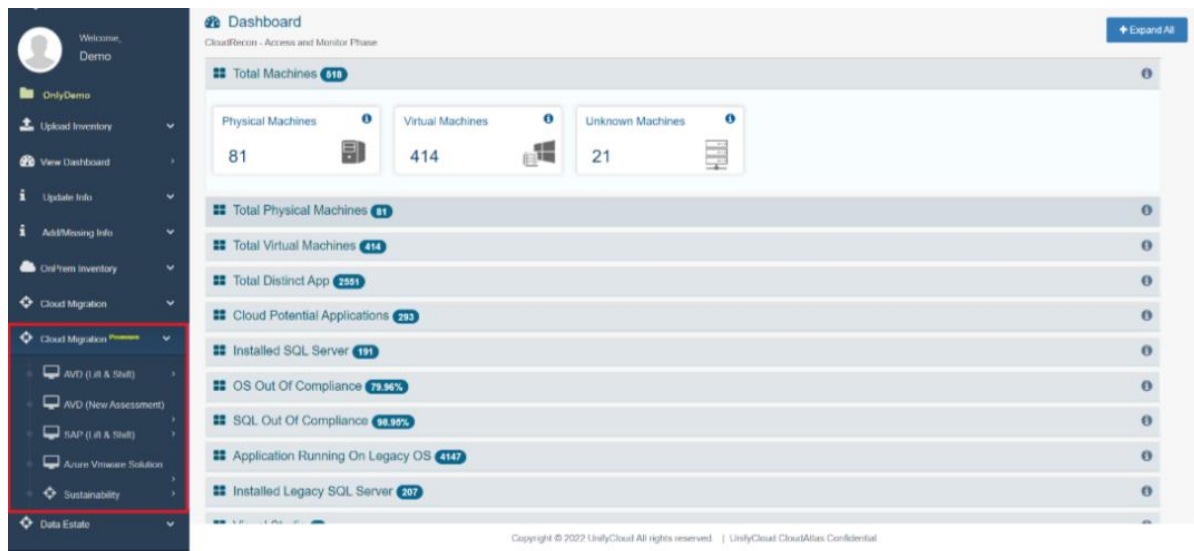 Welcome,
Demo
OnlyDemo
Upload Inventory
View Dashboard
Update Info
Add/Missing Info
OnPrem Inventory
Cloud Migration
Cloud Migration Premium
AVD (Lift & Shift)
AVD (New Assessment)
SAP (Lift & Shift)
Azure Vmware Solution
Sustainability
Data Estate
Dashboard
CloudRecon - Access and Monitor Phase
Expand All
Total Machines 518
Physical Machines
81
Virtual Machines
414
Unknown Machines
21
Total Physical Machines 81
Total Virtual Machines 414
Total Distinct App 2551
Cloud Potential Applications 293
Installed SQL Server 191
OS Out Of Compliance 79.96%
SQL Out Of Compliance 98.95%
Application Running On Legacy OS 4147
Installed Legacy SQL Server 207
Copyright © 2022 UnifyCloud All rights reserved. | UnifyCloud CloudAtlas Confidential